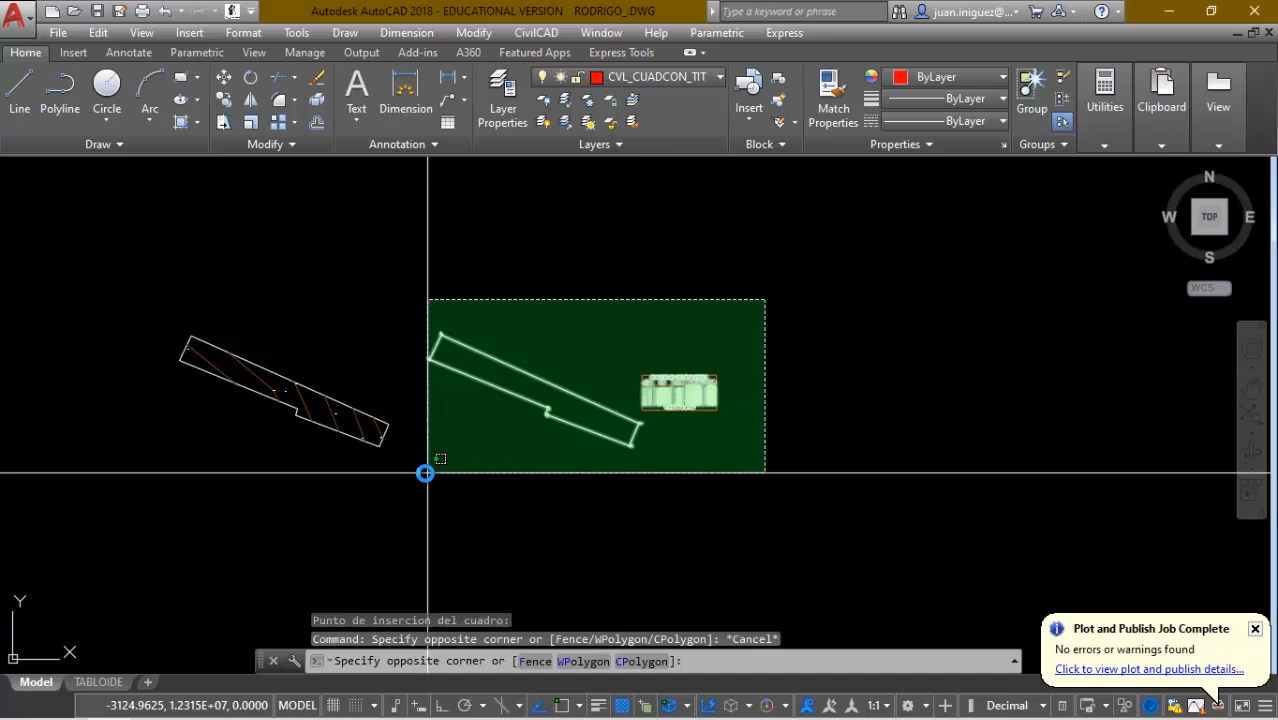 A Autodesk AutoCAD 2018 - EDUCATIONAL VERSION RODRIGO_.DWG Type a keyword or phrase juan.iniguez@...
File Edit View Insert Format Tools Draw Dimension Modify CivilCAD Window Help Parametric Express
Home Insert Annotate Parametric View Manage Output Add-ins A360 Featured Apps Express Tools
CVL_CUADCON_TIT ByLayer
ByLayer
Line Polyline Circle Arc Text Dimension Layer Properties Insert Match Properties Group Utilities Clipboard View
ByLayer
Draw Modify Annotation Layers Block Properties Groups
N
W TOP E
S
WCS
Y
X
Punto de insercion del cuadro:
Command: Specify opposite corner or [Fence/WPolygon/CPolygon]: *Cancel*
Specify opposite corner or [Fence WPolygon CPolygon]:
Plot and Publish Job Complete
No errors or warnings found
Click to view plot and publish details...
Model TABLOIDE +
-3124.9625, 1.2315E+07, 0.0000 MODEL 1:1 Decimal